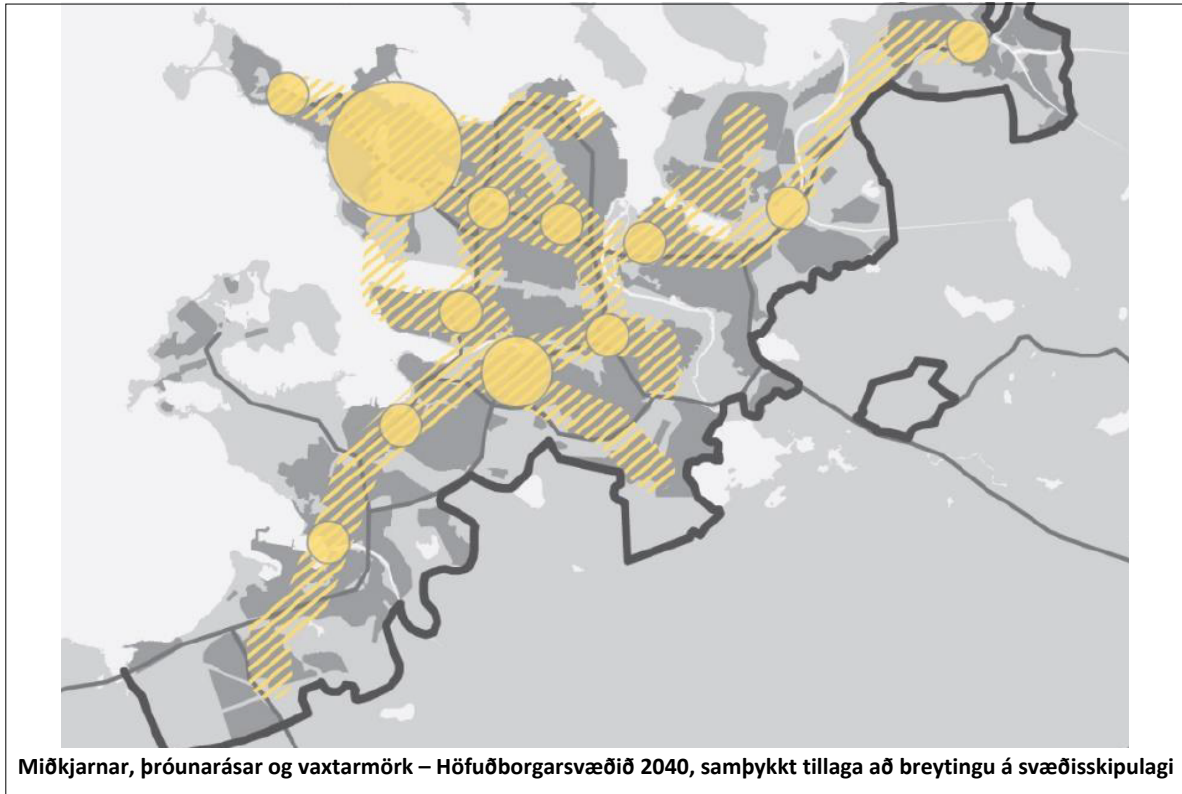 Miðkjarnar, þróunarásar og vaxtarmörk – Höfuðborgarsvæðið 2040, samþykkt tillaga að breytingu á svæðisskipulagi